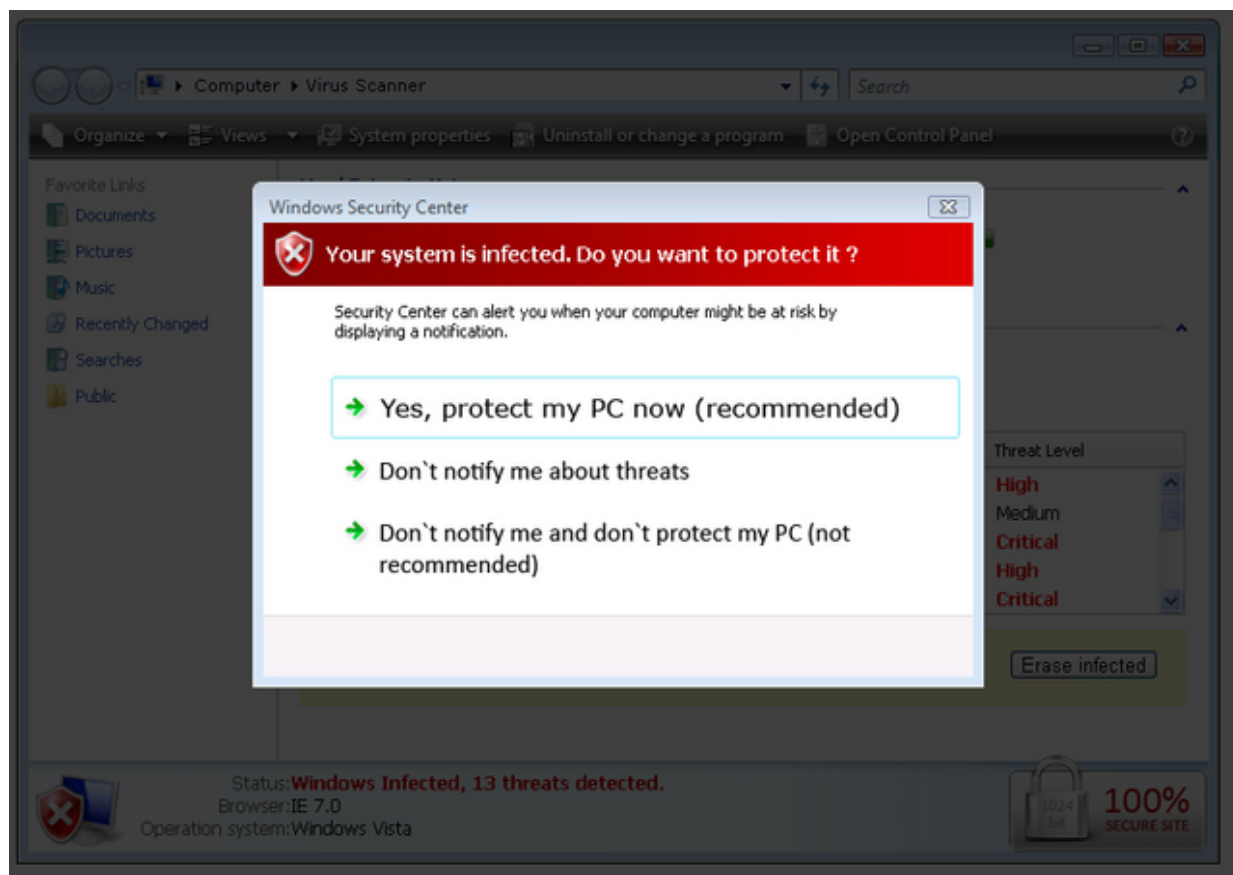 Computer ▸ Virus Scanner
Search
Organize
Views
System properties
Uninstall or change a program
Open Control Panel
Favorite Links
Documents
Pictures
Music
Recently Changed
Searches
Public
Windows Security Center
Your system is infected. Do you want to protect it ?
Security Center can alert you when your computer might be at risk by
displaying a notification.
Yes, protect my PC now (recommended)
Don`t notify me about threats
Don`t notify me and don`t protect my PC (not
recommended)
Threat Level
High
Medium
Critical
High
Critical
Erase infected
Status:Windows Infected, 13 threats detected.
Browser:IE 7.0
Operation system:Windows Vista
1024
bit
100%
SECURE SITE